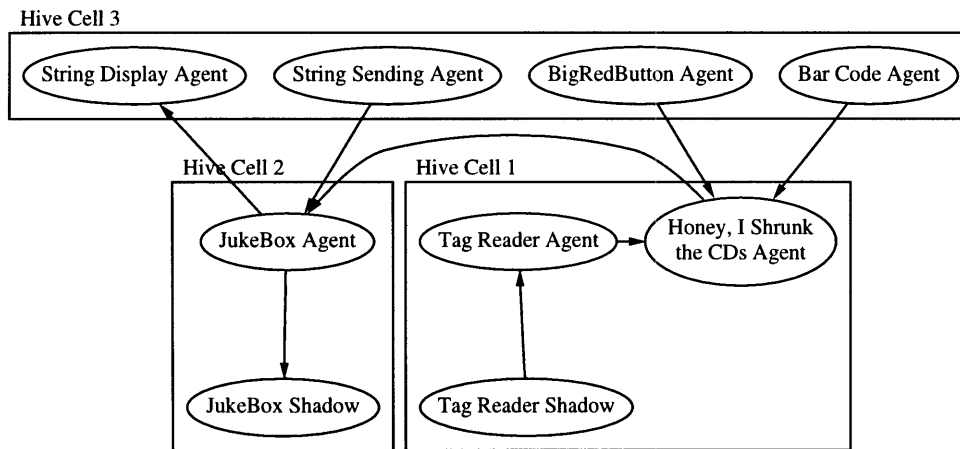 Hive Cell 3
String Display Agent
String Sending Agent
BigRedButton Agent
Bar Code Agent
Hive Cell 2
Hive Cell 1
JukeBox Agent
Tag Reader Agent
Honey, I Shrunk
the CDs Agent
JukeBox Shadow
Tag Reader Shadow